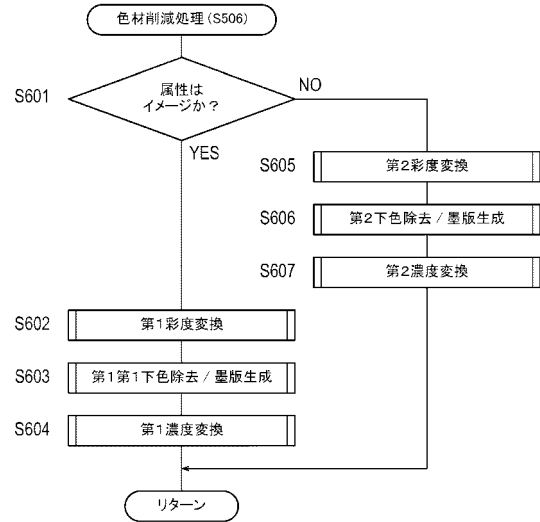 色材削減処理(S506)
S601
属性は
イメージか？
NO
YES
S605
第2彩度変換
S606
第2下色除去 / 墨版生成
S607
第2濃度変換
S602
第1彩度変換
S603
第1第1下色除去 / 墨版生成
S604
第1濃度変換
リターン